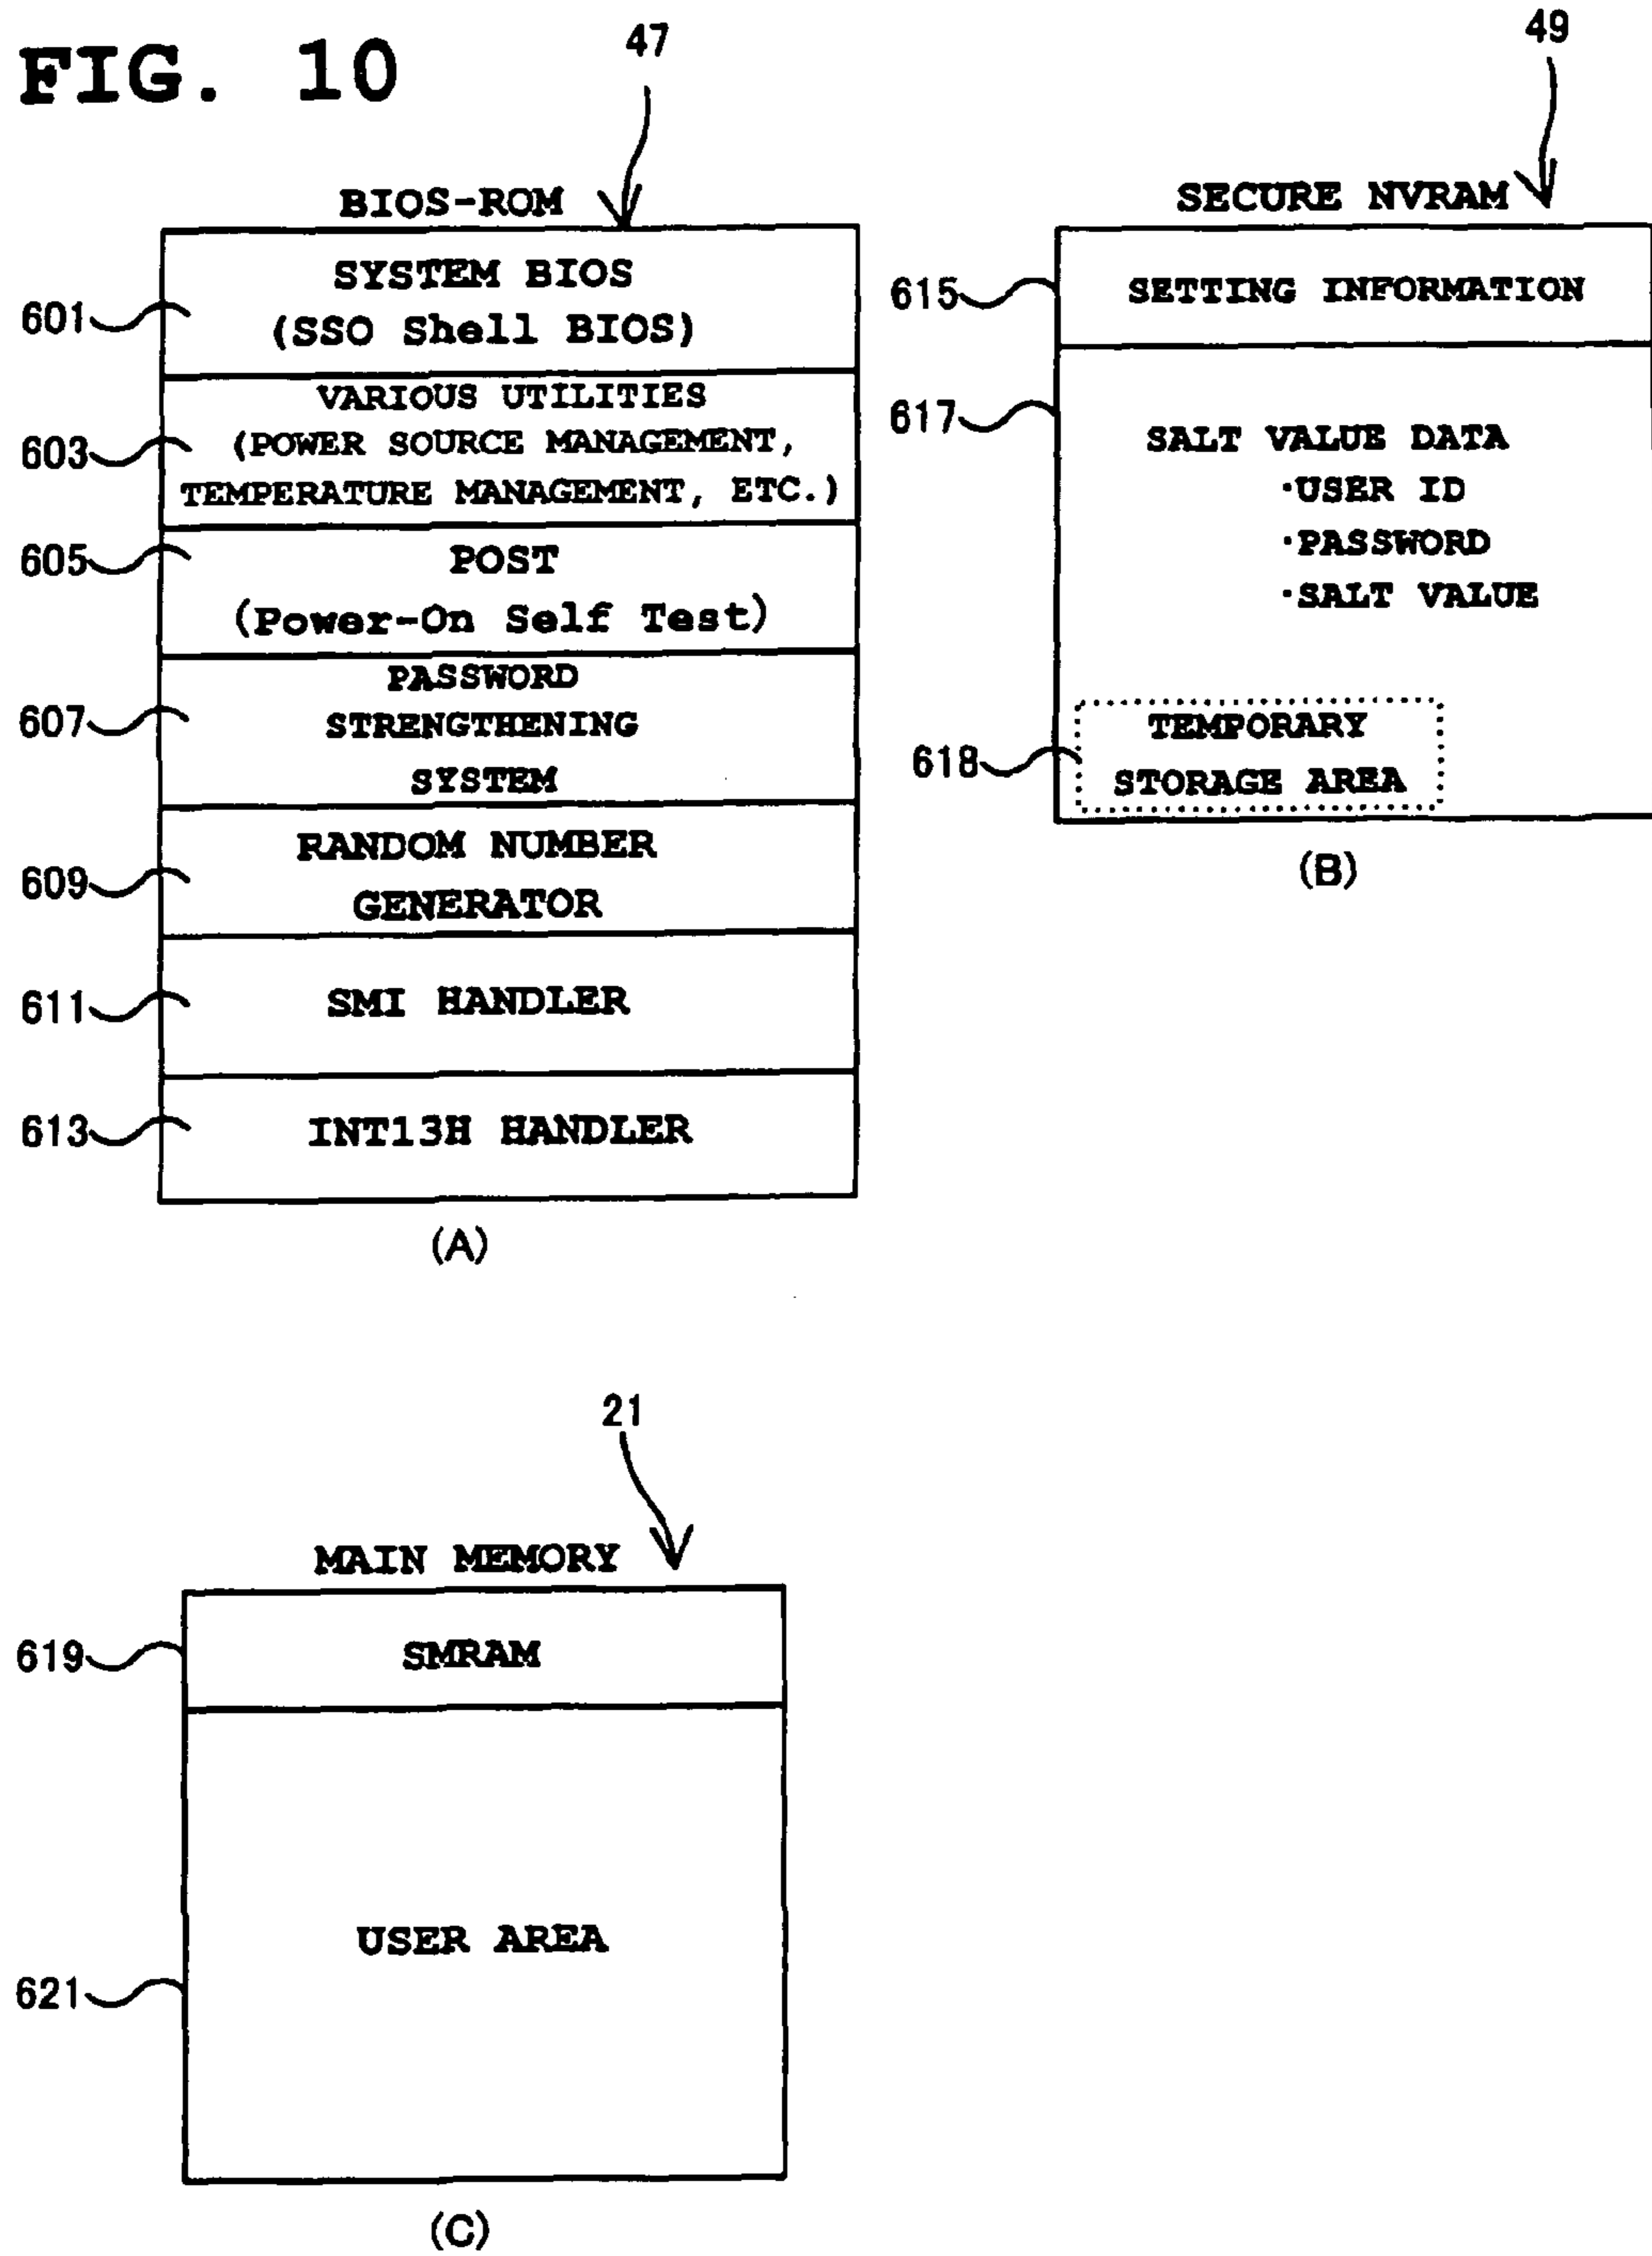 FIG. 10
47
BIOS-ROM
601
SYSTEM BIOS
(SSO Shell BIOS)
603
VARIOUS UTILITIES
(POWER SOURCE MANAGEMENT,
TEMPERATURE MANAGEMENT, ETC.)
605
POST
(Power-On Self Test)
607
PASSWORD
STRENGTHENING
SYSTEM
609
RANDOM NUMBER
GENERATOR
611
SMI HANDLER
613
INT13H HANDLER
(A)
49
SECURE NVRAM
615
SETTING INFORMATION
617
SALT VALUE DATA
·USER ID
·PASSWORD
·SALT VALUE
618
TEMPORARY
STORAGE AREA
(B)
21
MAIN MEMORY
619
SMRAM
621
USER AREA
(C)